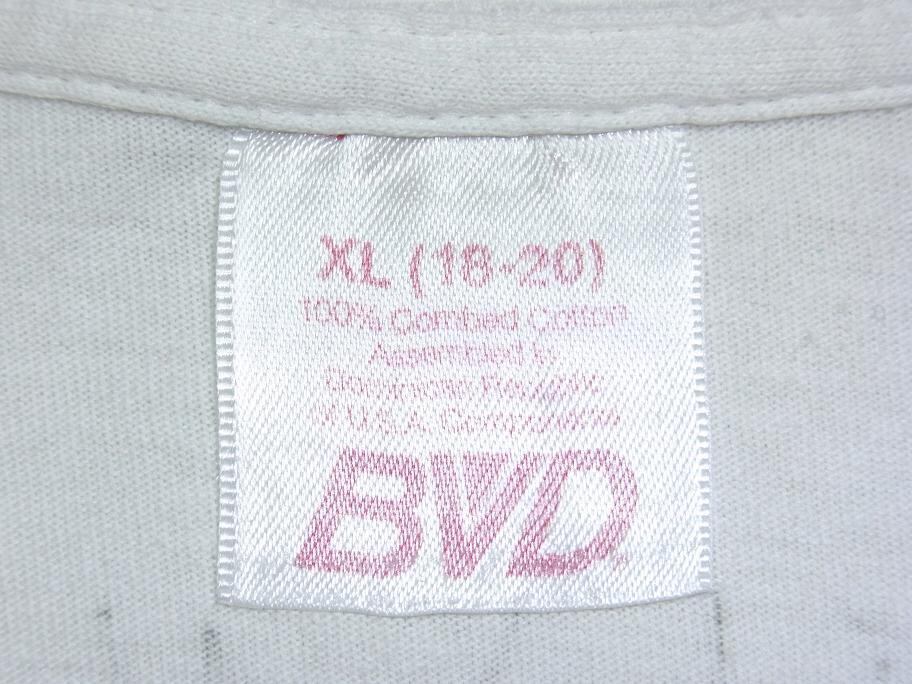 XL (18-20)
100% Combed Cotton
Assembled in
Dominican Republic
of U.S.A. Components
BVD